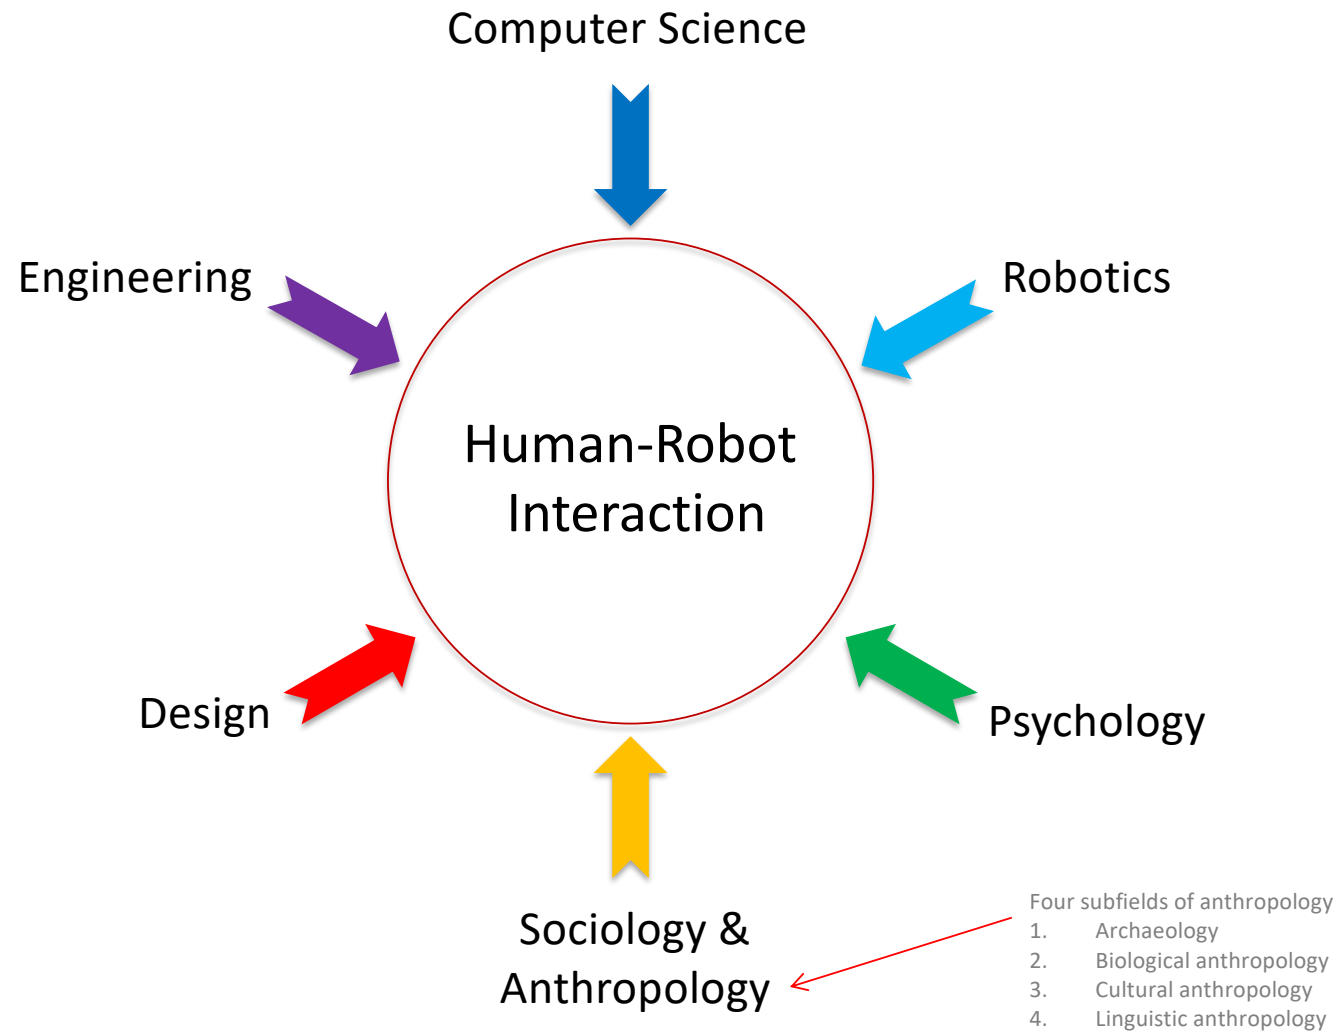 Computer Science
Engineering
Robotics
Human-Robot
Interaction
Design
Psychology
Sociology &
Anthropology
Four subfields of anthropology
1. Archaeology
2. Biological anthropology
3. Cultural anthropology
4. Linguistic anthropology